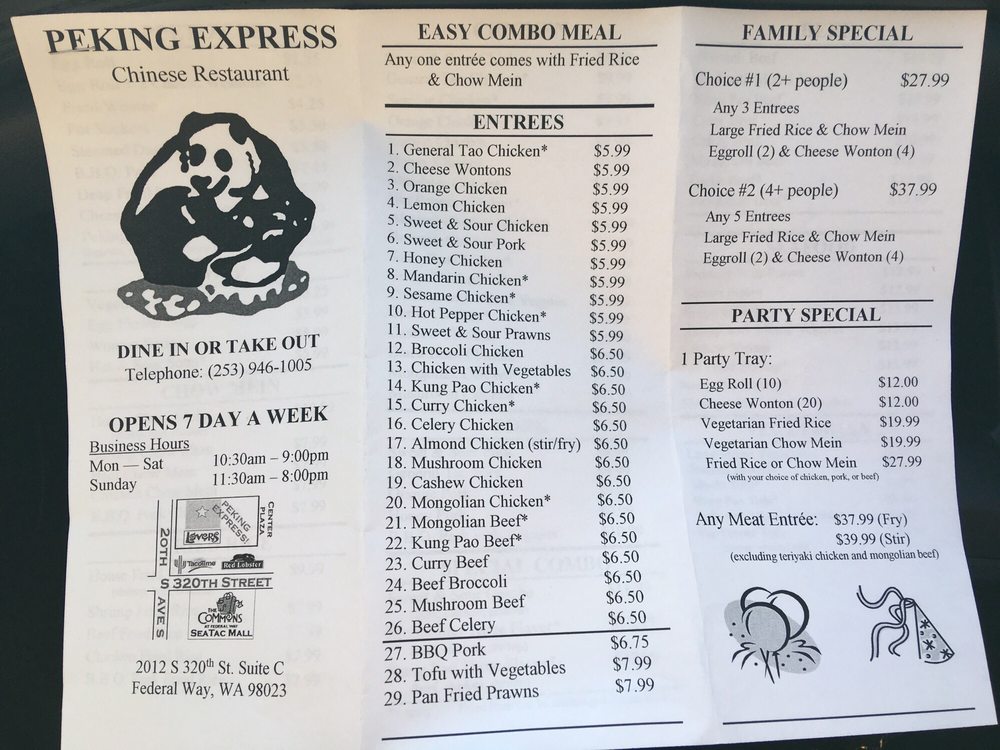 PEKING EXPRESS
Chinese Restaurant
DINE IN OR TAKE OUT
Telephone: (253) 946-1005
OPENS 7 DAY A WEEK
Business Hours
Mon — Sat 10:30am – 9:00pm
Sunday 11:30am – 8:00pm
PEKING EXPRESS!
CENTER PLAZA
Lovers
20TH
TacoTime Red Lobster
S 320TH STREET
AVE S
THE COMMONS
AT FEDERAL WAY
SEATAC MALL
2012 S 320th St. Suite C
Federal Way, WA 98023
EASY COMBO MEAL
Any one entrée comes with Fried Rice
& Chow Mein
ENTREES
1. General Tao Chicken* $5.99
2. Cheese Wontons $5.99
3. Orange Chicken $5.99
4. Lemon Chicken $5.99
5. Sweet & Sour Chicken $5.99
6. Sweet & Sour Pork $5.99
7. Honey Chicken $5.99
8. Mandarin Chicken* $5.99
9. Sesame Chicken* $5.99
10. Hot Pepper Chicken* $5.99
11. Sweet & Sour Prawns $5.99
12. Broccoli Chicken $6.50
13. Chicken with Vegetables $6.50
14. Kung Pao Chicken* $6.50
15. Curry Chicken* $6.50
16. Celery Chicken $6.50
17. Almond Chicken (stir/fry) $6.50
18. Mushroom Chicken $6.50
19. Cashew Chicken $6.50
20. Mongolian Chicken* $6.50
21. Mongolian Beef* $6.50
22. Kung Pao Beef* $6.50
23. Curry Beef $6.50
24. Beef Broccoli $6.50
25. Mushroom Beef $6.50
26. Beef Celery $6.50
27. BBQ Pork $6.75
28. Tofu with Vegetables $7.99
29. Pan Fried Prawns $7.99
FAMILY SPECIAL
Choice #1 (2+ people) $27.99
Any 3 Entrees
Large Fried Rice & Chow Mein
Eggroll (2) & Cheese Wonton (4)
Choice #2 (4+ people) $37.99
Any 5 Entrees
Large Fried Rice & Chow Mein
Eggroll (2) & Cheese Wonton (4)
PARTY SPECIAL
1 Party Tray:
Egg Roll (10) $12.00
Cheese Wonton (20) $12.00
Vegetarian Fried Rice $19.99
Vegetarian Chow Mein $19.99
Fried Rice or Chow Mein $27.99
(with your choice of chicken, pork, or beef)
Any Meat Entrée: $37.99 (Fry)
$39.99 (Stir)
(excluding teriyaki chicken and mongolian beef)